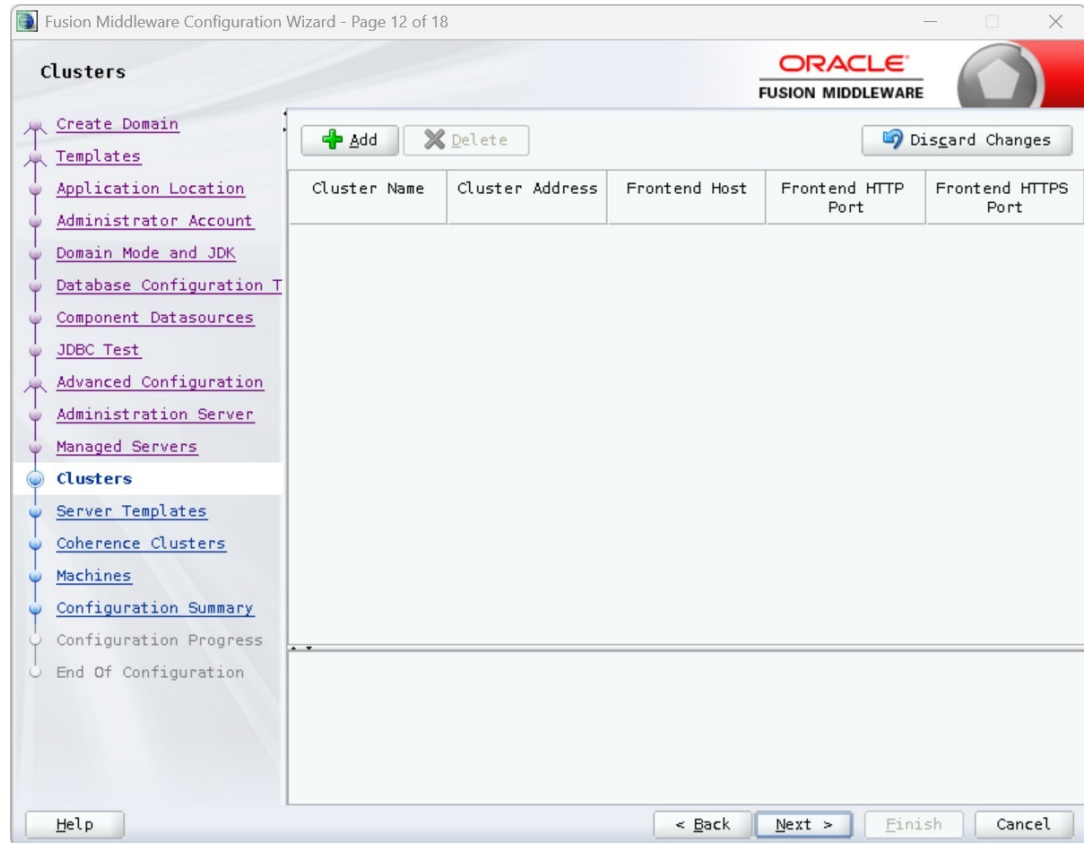 Fusion Middleware Configuration Wizard - Page 12 of 18
Clusters
ORACLE
FUSION MIDDLEWARE
Create Domain
Templates
Application Location
Administrator Account
Domain Mode and JDK
Database Configuration T
Component Datasources
JDBC Test
Advanced Configuration
Administration Server
Managed Servers
Clusters
Server Templates
Coherence Clusters
Machines
Configuration Summary
Configuration Progress
End Of Configuration
Add Delete Discard Changes
Cluster Name Cluster Address Frontend Host Frontend HTTP Port Frontend HTTPS Port
Help < Back Next > Finish Cancel